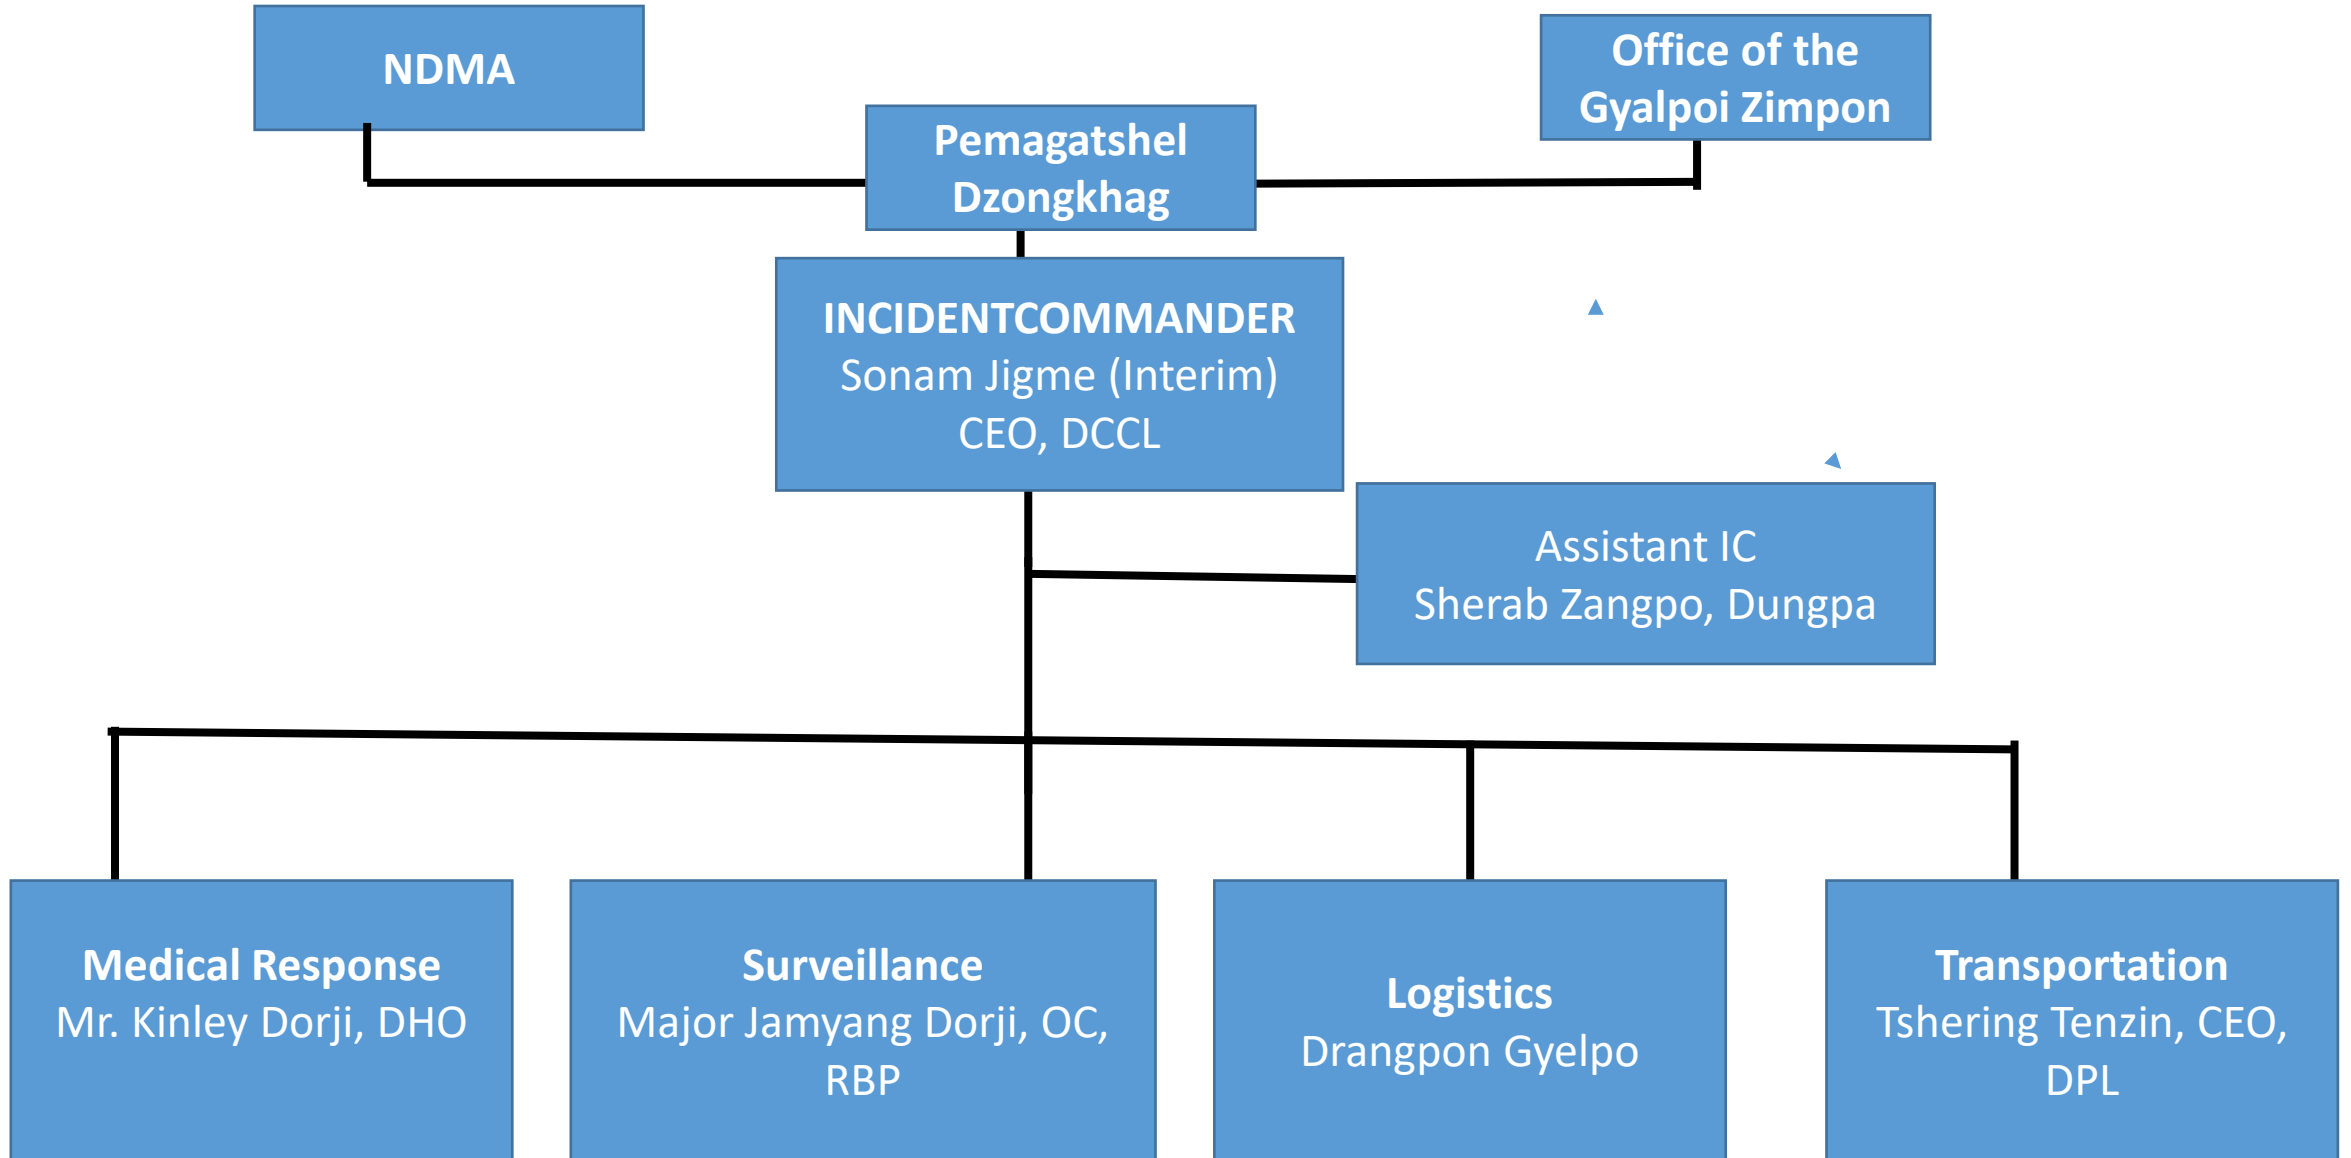 NDMA
Office of the
Gyalpoi Zimpon
Pemagatshel
Dzongkhag
INCIDENTCOMMANDER
Sonam Jigme (Interim)
CEO, DCCL
Assistant IC
Sherab Zangpo, Dungpa
Medical Response
Mr. Kinley Dorji, DHO
Surveillance
Major Jamyang Dorji, OC,
RBP
Logistics
Drangpon Gyelpo
Transportation
Tshering Tenzin, CEO,
DPL